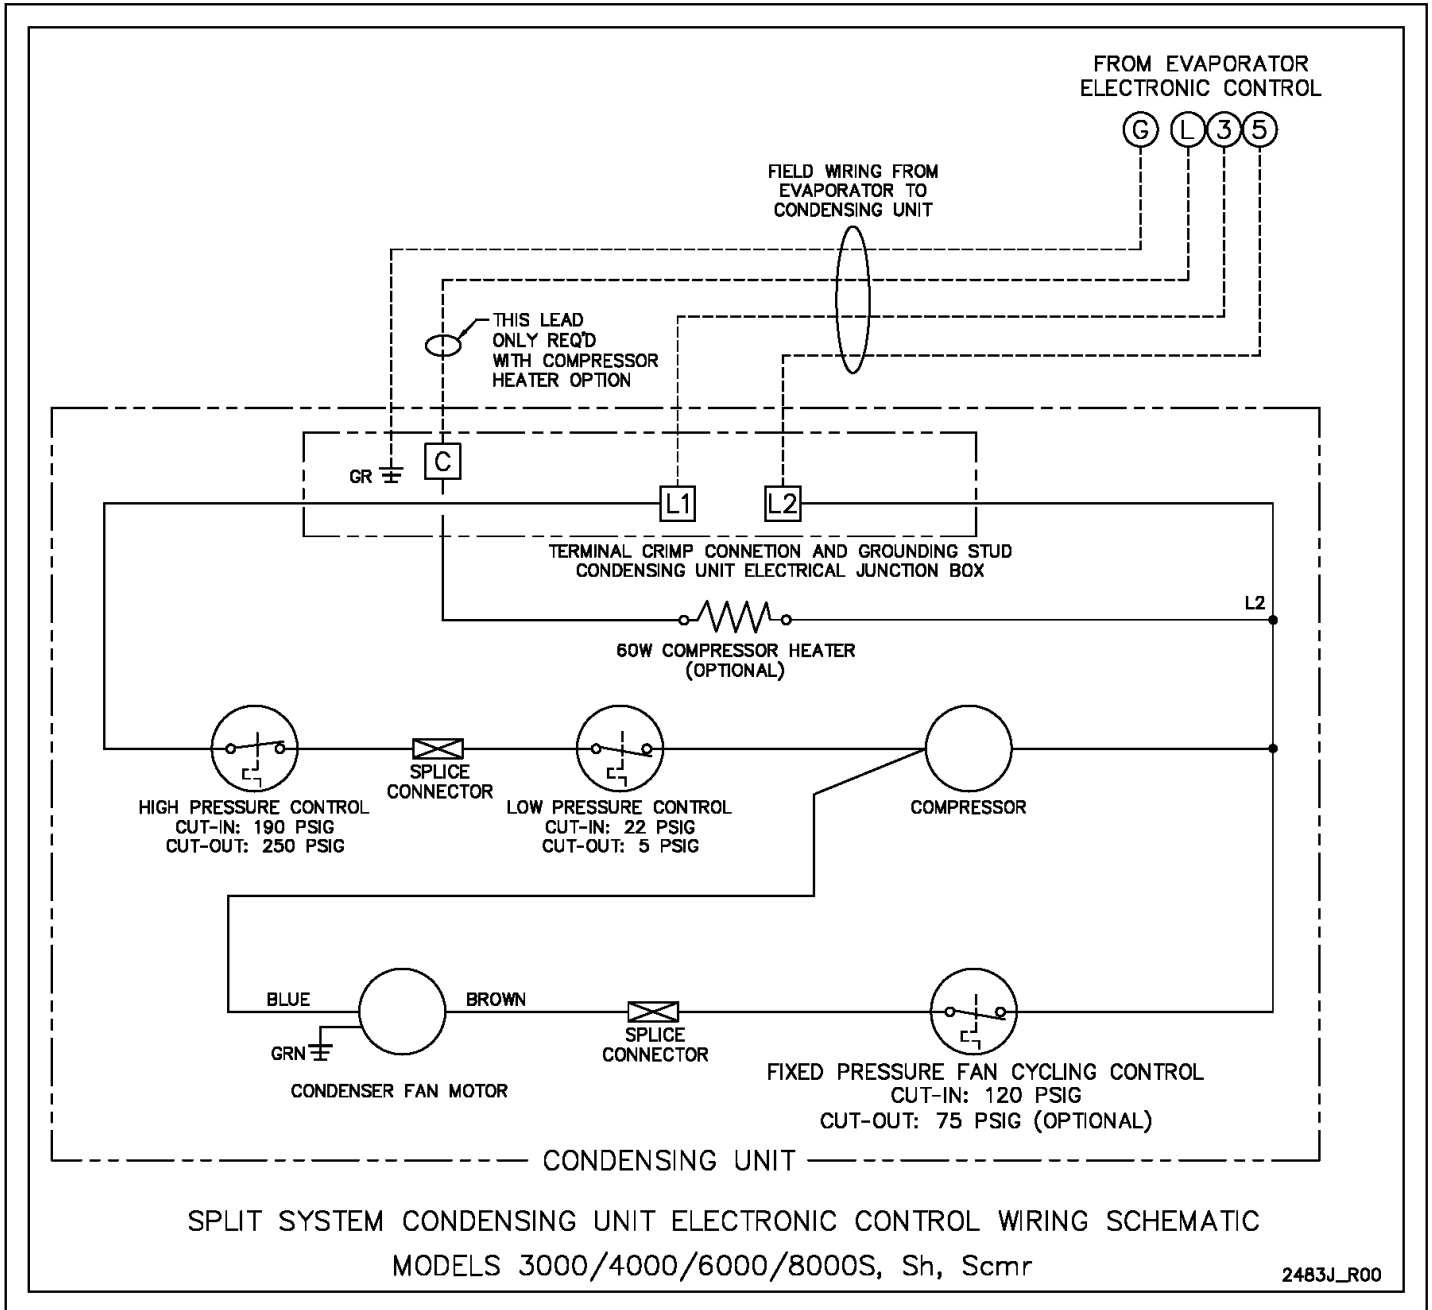 FROM EVAPORATOR
ELECTRONIC CONTROL
G L 3 5
FIELD WIRING FROM
EVAPORATOR TO
CONDENSING UNIT
THIS LEAD
ONLY REQ'D
WITH COMPRESSOR
HEATER OPTION
GR
C
L1
L2
TERMINAL CRIMP CONNETION AND GROUNDING STUD
CONDENSING UNIT ELECTRICAL JUNCTION BOX
L2
60W COMPRESSOR HEATER
(OPTIONAL)
HIGH PRESSURE CONTROL
CUT-IN: 190 PSIG
CUT-OUT: 250 PSIG
SPLICE
CONNECTOR
LOW PRESSURE CONTROL
CUT-IN: 22 PSIG
CUT-OUT: 5 PSIG
COMPRESSOR
BLUE
BROWN
GRN
CONDENSER FAN MOTOR
SPLICE
CONNECTOR
FIXED PRESSURE FAN CYCLING CONTROL
CUT-IN: 120 PSIG
CUT-OUT: 75 PSIG (OPTIONAL)
CONDENSING UNIT
SPLIT SYSTEM CONDENSING UNIT ELECTRONIC CONTROL WIRING SCHEMATIC
MODELS 3000/4000/6000/8000S, Sh, Scmr
2483J_R00